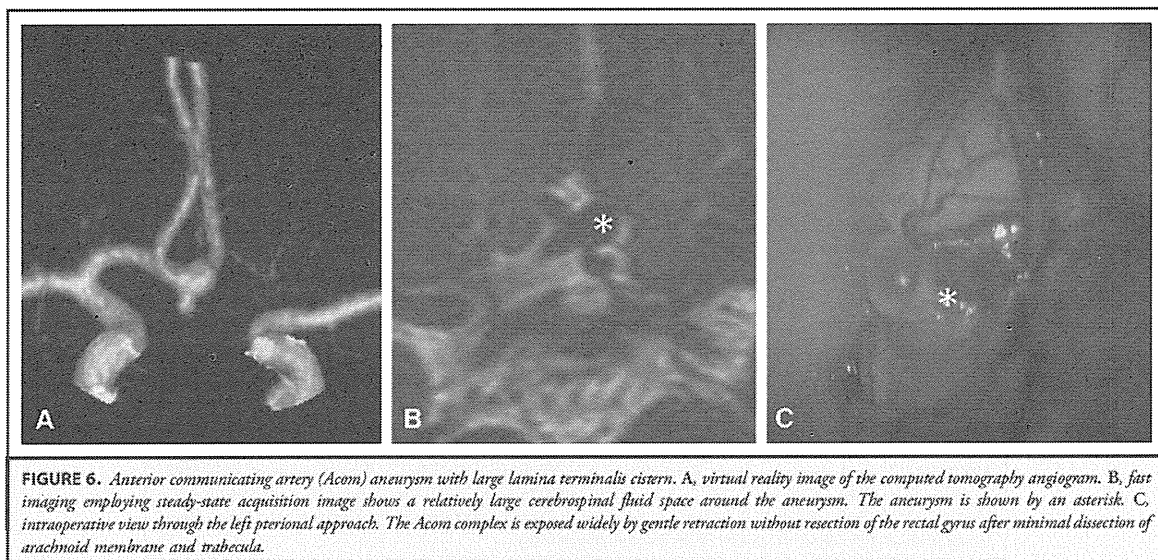 A
*
B
*
C
FIGURE 6. Anterior communicating artery (Acom) aneurysm with large lamina terminalis cistern. A, virtual reality image of the computed tomography angiogram. B, fast
imaging employing steady-state acquisition image shows a relatively large cerebrospinal fluid space around the aneurysm. The aneurysm is shown by an asterisk. C,
intraoperative view through the left pterional approach. The Acom complex is exposed widely by gentle retraction without resection of the rectal gyrus after minimal dissection of
arachnoid membrane and trabecula.